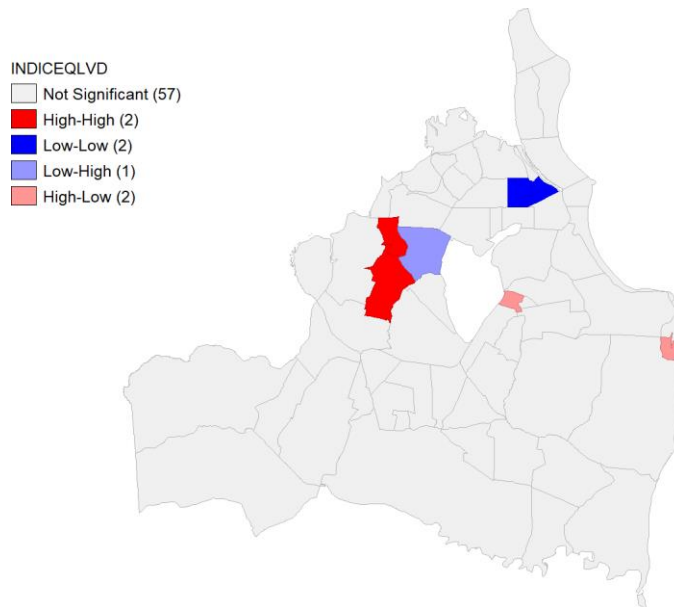 INDICEQLVD
Not Significant (57)
High-High (2)
Low-Low (2)
Low-High (1)
High-Low (2)